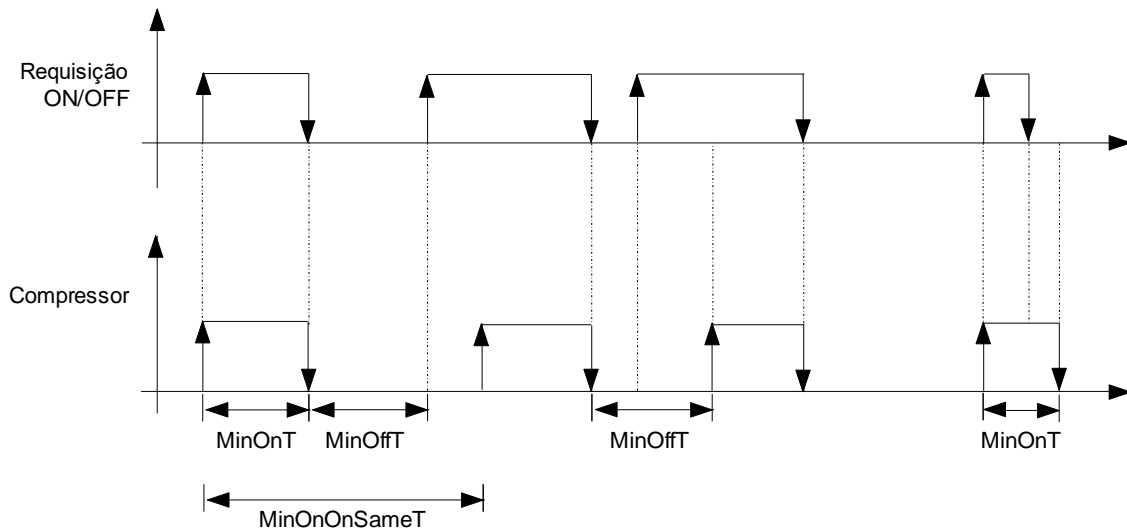 Requisição
ON/OFF
Compressor
MinOnT
MinOffT
MinOffT
MinOnT
MinOnOnSameT